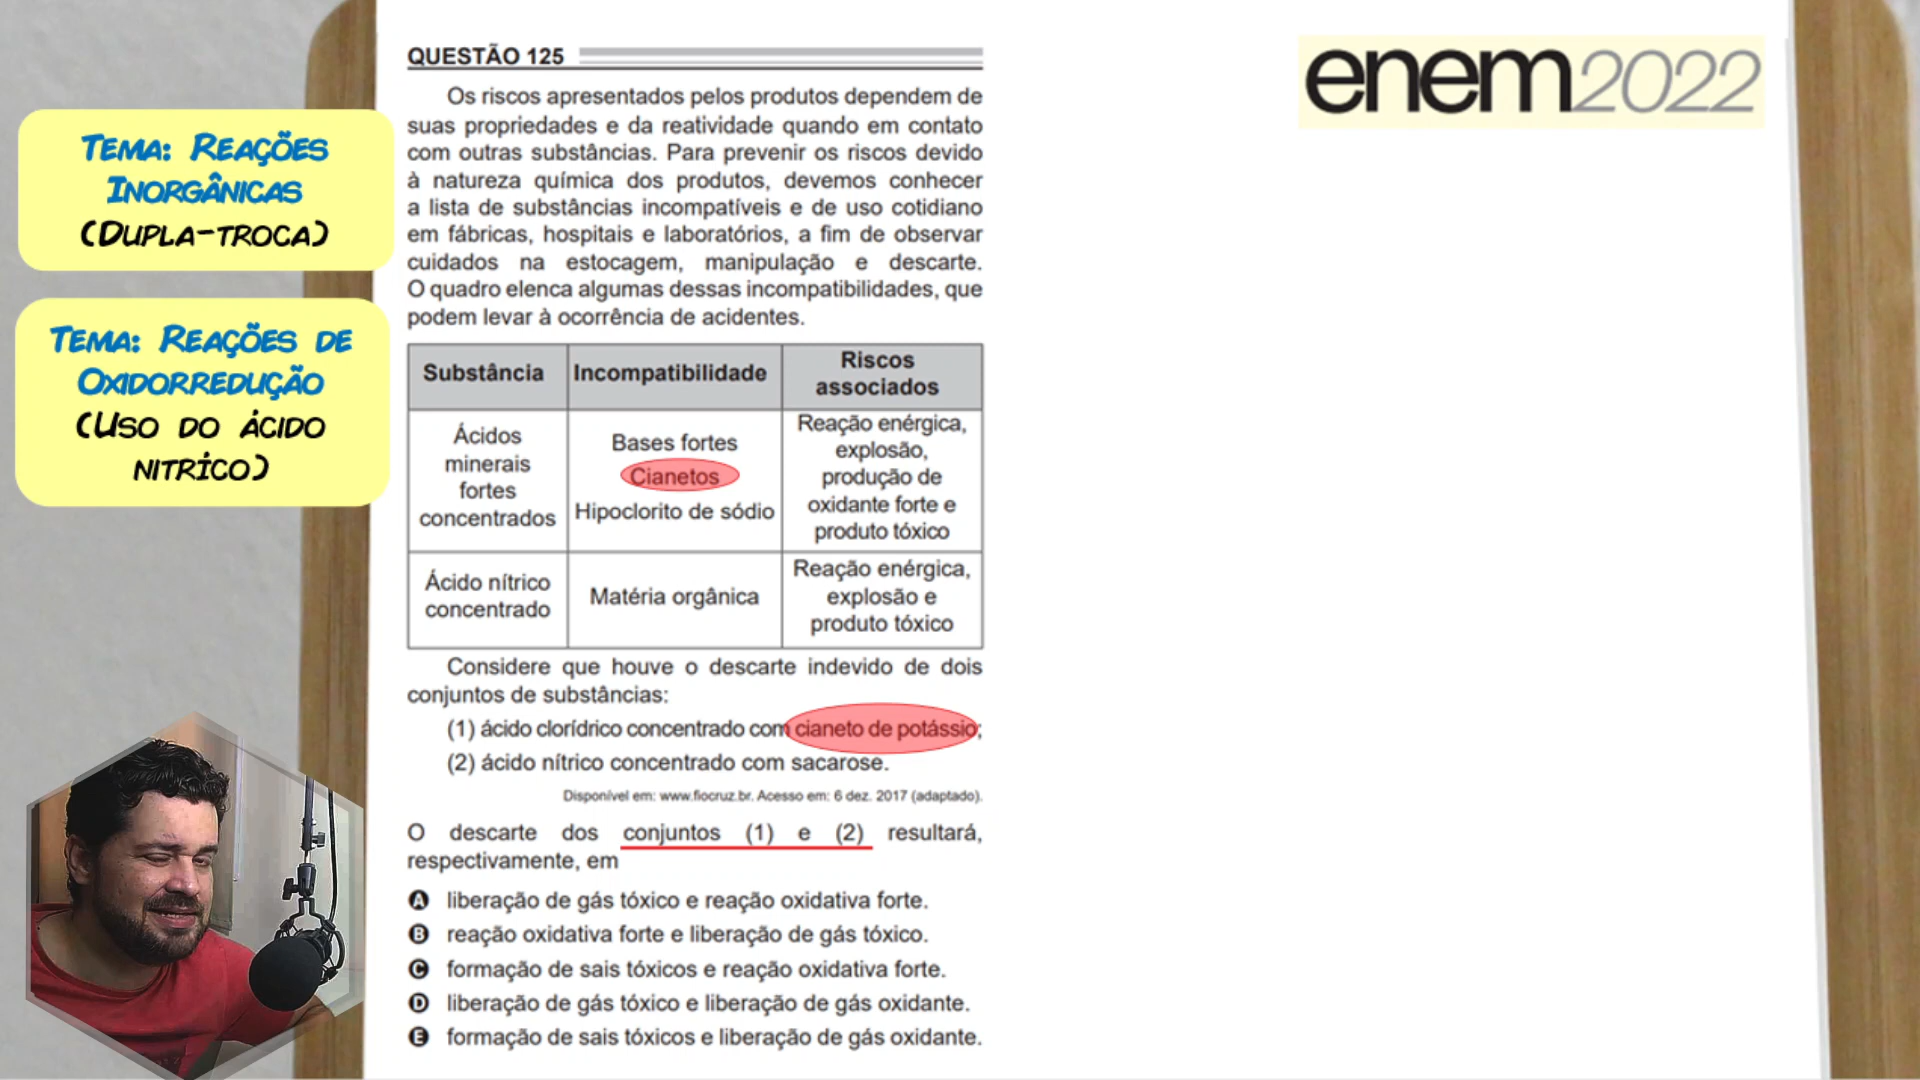 QUESTÃO 125
enem2022
Tema: Reações
Inorgânicas
(Dupla-troca)
Tema: Reações de
Oxidorredução
(Uso do ácido
nitríco)
Os riscos apresentados pelos produtos dependem de
suas propriedades e da reatividade quando em contato
com outras substâncias. Para prevenir os riscos devido
à natureza química dos produtos, devemos conhecer
a lista de substâncias incompatíveis e de uso cotidiano
em fábricas, hospitais e laboratórios, a fim de observar
cuidados na estocagem, manipulação e descarte.
O quadro elenca algumas dessas incompatibilidades, que
podem levar à ocorrência de acidentes.
Substância
Incompatibilidade
Riscos
associados
Ácidos
minerais
fortes
concentrados
Bases fortes
Cianetos
Hipoclorito de sódio
Reação enérgica,
explosão,
produção de
oxidante forte e
produto tóxico
Ácido nítrico
concentrado
Matéria orgânica
Reação enérgica,
explosão e
produto tóxico
Considere que houve o descarte indevido de dois
conjuntos de substâncias:
(1) ácido clorídrico concentrado com cianeto de potássio;
(2) ácido nítrico concentrado com sacarose.
Disponível em: www.fiocruz.br. Acesso em: 6 dez. 2017 (adaptado).
O descarte dos conjuntos (1) e (2) resultará,
respectivamente, em
A liberação de gás tóxico e reação oxidativa forte.
B reação oxidativa forte e liberação de gás tóxico.
C formação de sais tóxicos e reação oxidativa forte.
D liberação de gás tóxico e liberação de gás oxidante.
E formação de sais tóxicos e liberação de gás oxidante.